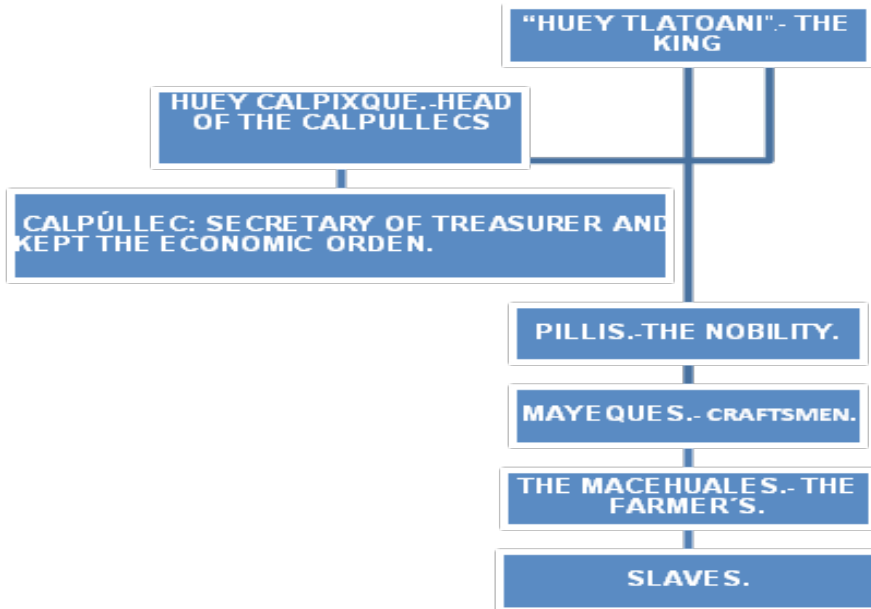 “HUEY TLATOANI".- THE
KING
HUEY CALPIXQUE.-HEAD
OF THE CALPULLECS
CALPÚLLEC: SECRETARY OF TREASURER AND
KEPT THE ECONOMIC ORDEN.
PILLIS.-THE NOBILITY.
MAYEQUES.- CRAFTSMEN.
THE MACEHUALES.- THE
FARMER´S.
SLAVES.